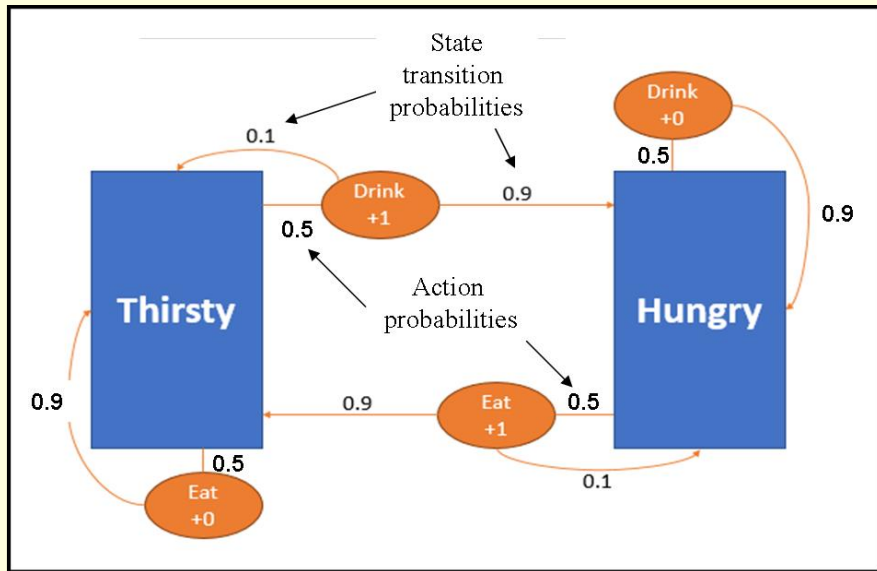 State
transition
probabilities
Drink
+0
0.1
0.5
Drink
+1
0.9
0.9
0.5
Action
probabilities
Thirsty
Hungry
0.9
0.9
Eat
+1
0.5
0.5
0.1
Eat
+0